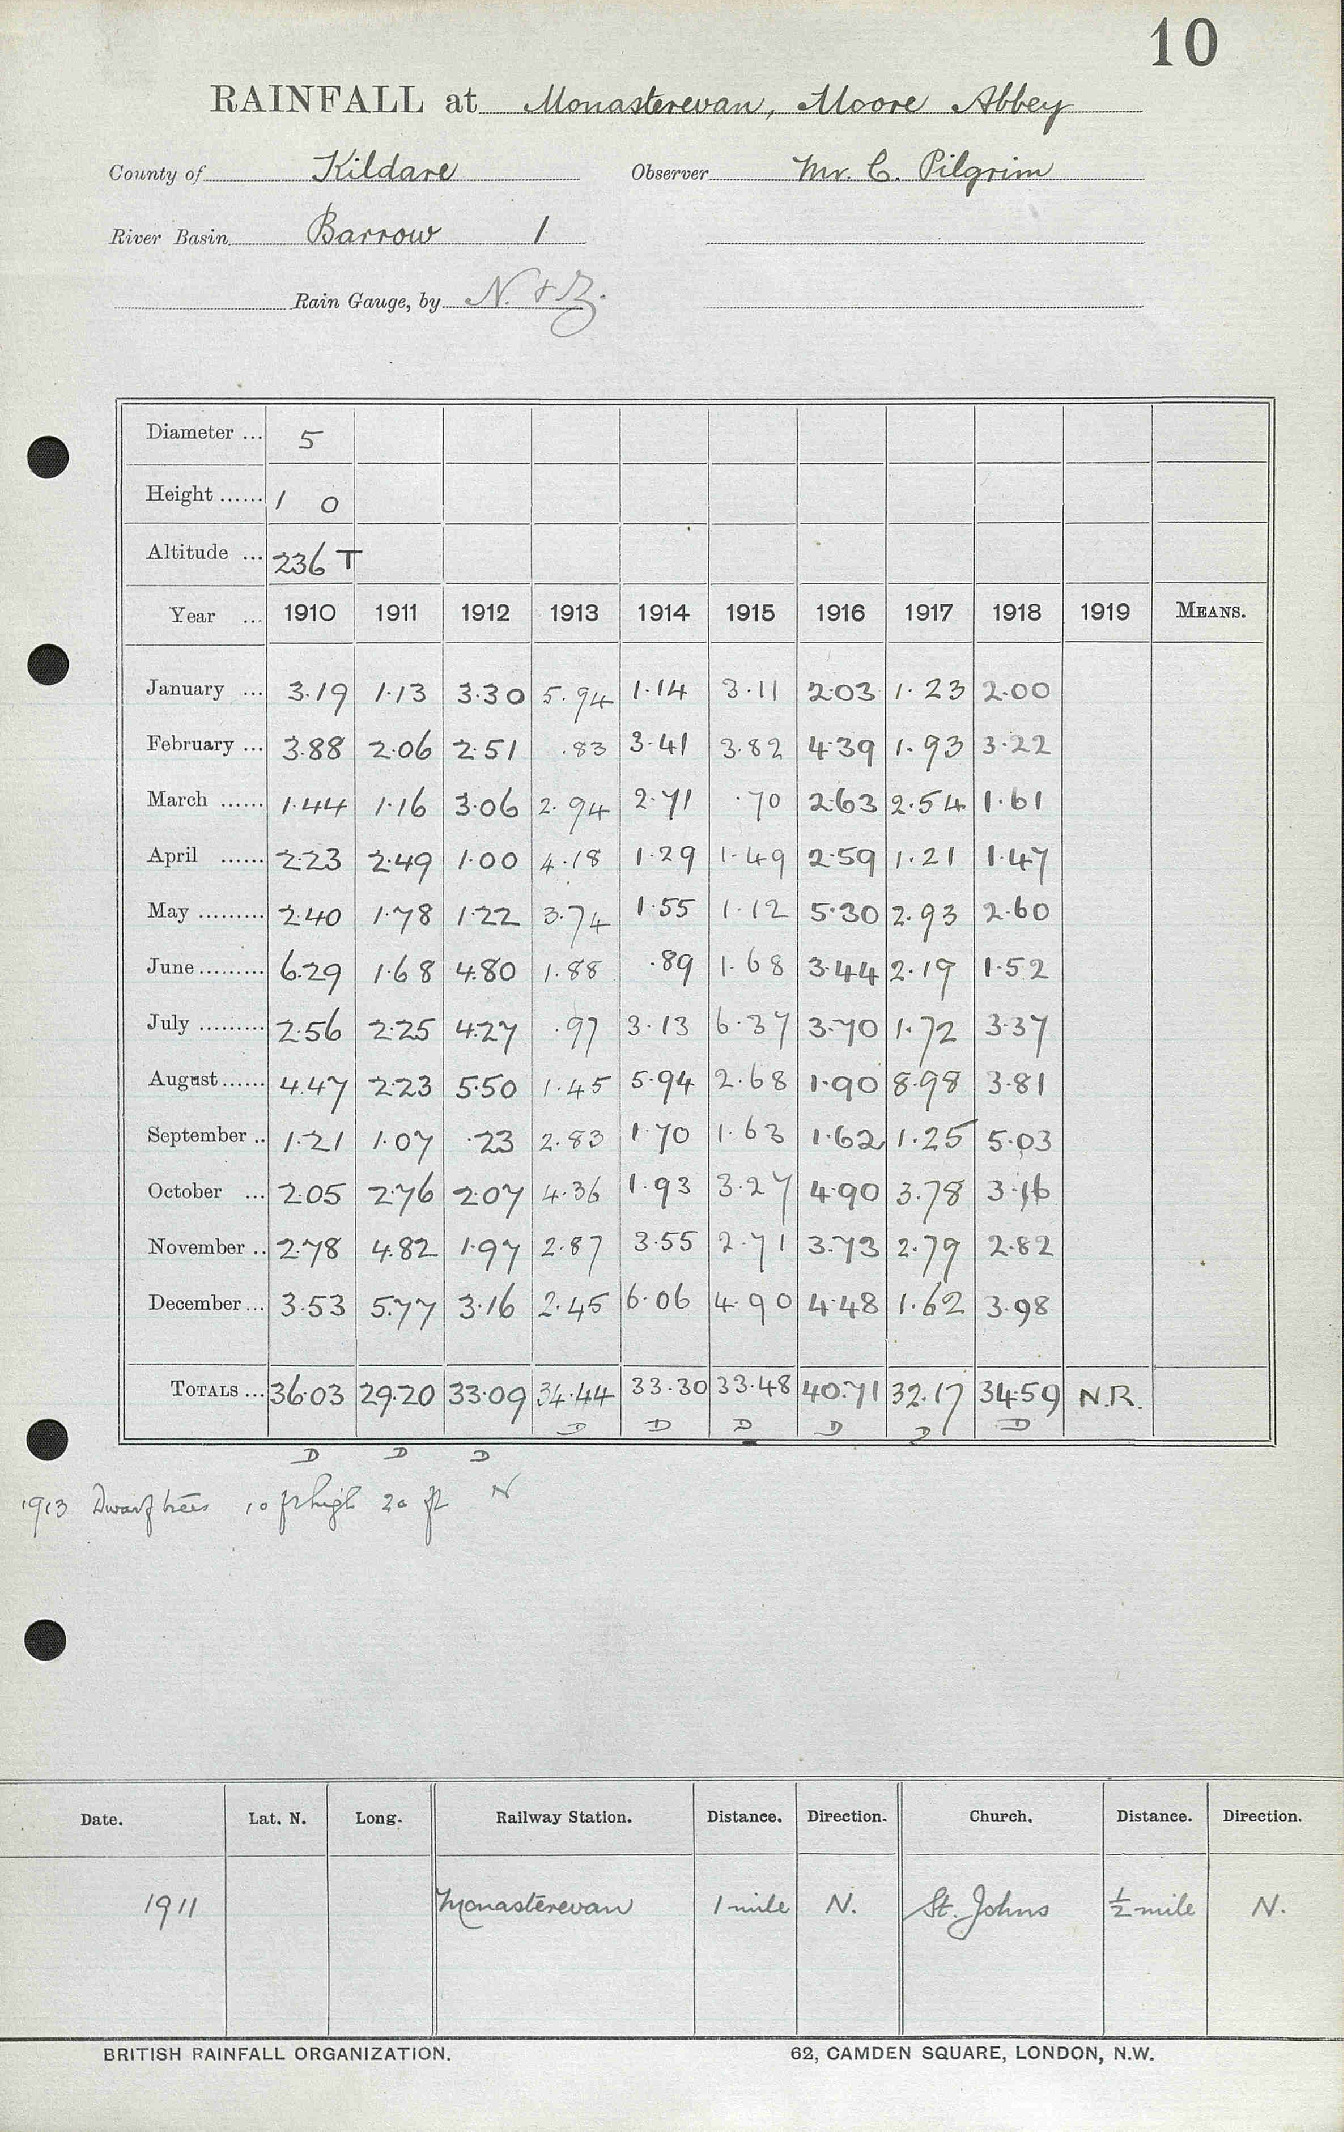 10
RAINFALL at Monasterevan, Moore Abbey
County of Kildare Observer Mr. C. Pilgrim
River Basin Barrow 1
Rain Gauge, by N. & Z.
Diameter ... 5
Height ...... 1 0
Altitude ... 236 T
Year ... 1910 1911 1912 1913 1914 1915 1916 1917 1918 1919 MEANS.
January ... 3.19 1.13 3.30 5.94 1.14 3.11 2.03 1.23 2.00
February ... 3.88 2.06 2.51 .83 3.41 3.82 4.39 1.93 3.22
March ...... 1.44 1.16 3.06 2.94 2.71 .70 2.63 2.54 1.61
April ...... 2.23 2.49 1.00 4.18 1.29 1.49 2.59 1.21 1.47
May ......... 2.40 1.78 1.22 3.74 1.55 1.12 5.30 2.93 2.60
June ......... 6.29 1.68 4.80 1.88 .89 1.68 3.44 2.19 1.52
July ......... 2.56 2.25 4.27 .97 3.13 6.37 3.70 1.72 3.37
August ...... 4.47 2.23 5.50 1.45 5.94 2.68 1.90 8.98 3.81
September .. 1.21 1.07 .23 2.83 1.70 1.63 1.62 1.25 5.03
October ... 2.05 2.76 2.07 4.36 1.93 3.27 4.90 3.78 3.16
November .. 2.78 4.82 1.97 2.87 3.55 2.71 3.73 2.79 2.82
December ... 3.53 5.77 3.16 2.45 6.06 4.90 4.48 1.62 3.98
TOTALS ... 36.03 29.20 33.09 34.44 33.30 33.48 40.71 32.17 34.59 N.R.
D D D D D D
D D D
1913 Dwarf trees 10 ft high 20 ft N
Date. Lat. N. Long. Railway Station. Distance. Direction. Church. Distance. Direction.
1911 Monasterevan 1 mile N. St. Johns ½ mile N.
BRITISH RAINFALL ORGANIZATION. 62, CAMDEN SQUARE, LONDON, N.W.